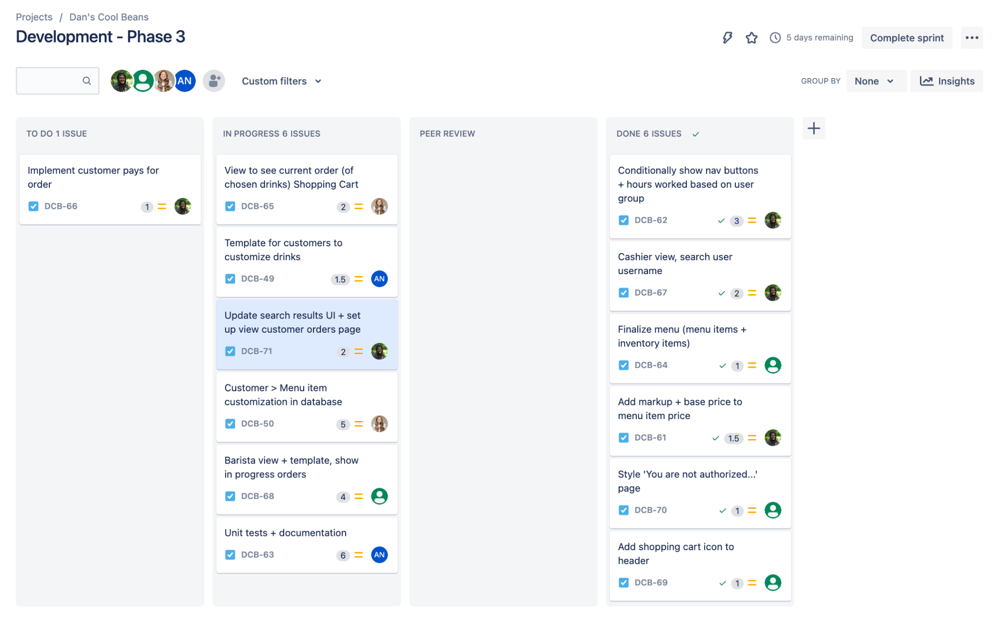 Projects / Dan's Cool Beans
Development - Phase 3
5 days remaining
Complete sprint
AN
Custom filters
GROUP BY
None
Insights
TO DO 1 ISSUE
Implement customer pays for
order
DCB-66
1
IN PROGRESS 6 ISSUES
View to see current order (of
chosen drinks) Shopping Cart
DCB-65
2
Template for customers to
customize drinks
DCB-49
1.5
AN
Update search results UI + set
up view customer orders page
DCB-71
2
Customer > Menu item
customization in database
DCB-50
5
Barista view + template, show
in progress orders
DCB-68
4
Unit tests + documentation
DCB-63
6
AN
PEER REVIEW
DONE 6 ISSUES
Conditionally show nav buttons
+ hours worked based on user
group
DCB-62
3
Cashier view, search user
username
DCB-67
2
Finalize menu (menu items +
inventory items)
DCB-64
1
Add markup + base price to
menu item price
DCB-61
1.5
Style 'You are not authorized...'
page
DCB-70
1
Add shopping cart icon to
header
DCB-69
1